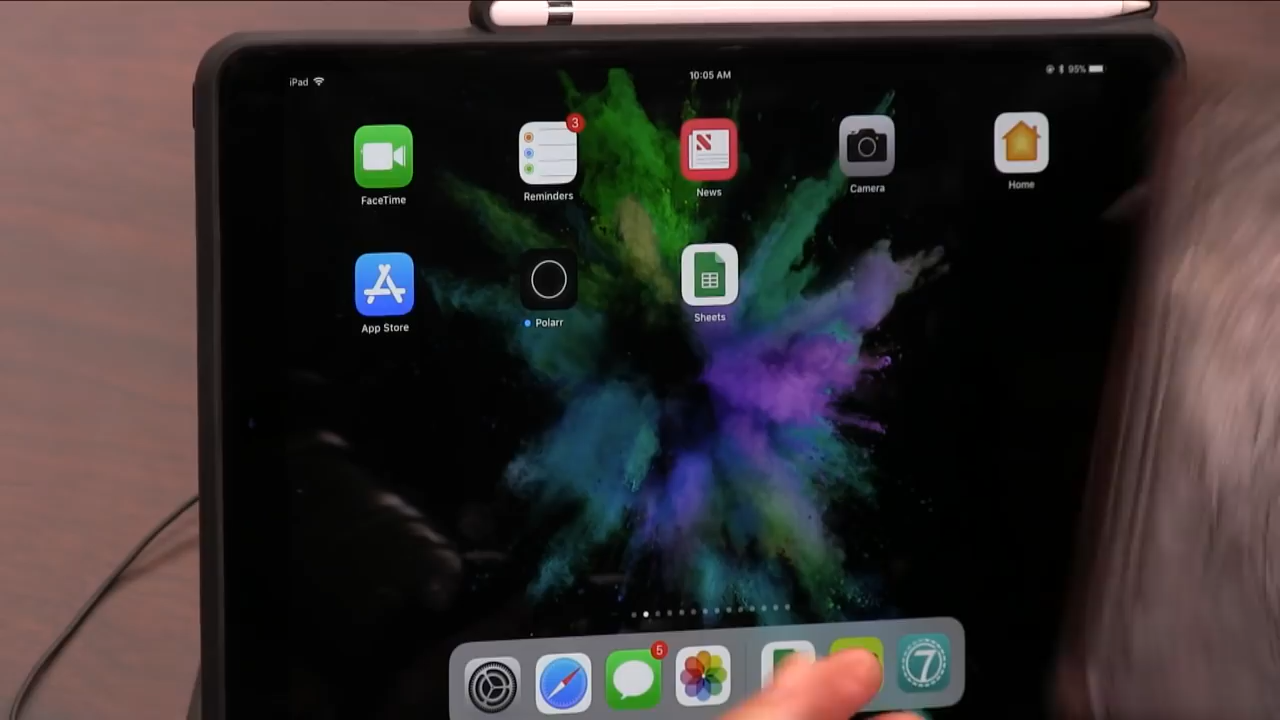 iPad
10:05 AM
95%
3
FaceTime
Reminders
News
Camera
Home
App Store
Polarr
Sheets
5
7